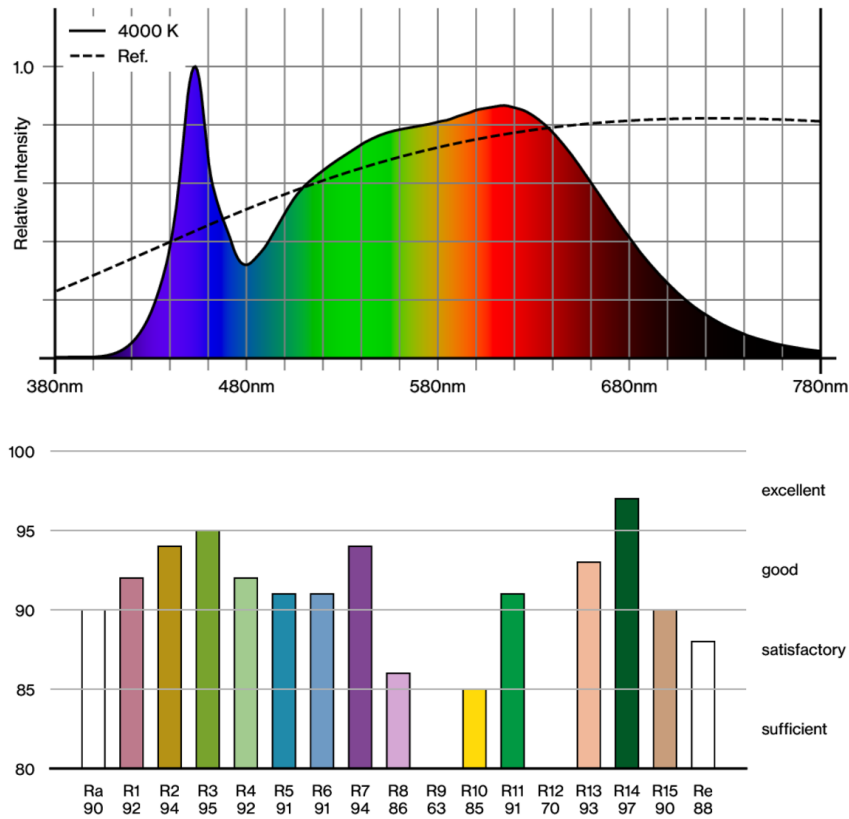 4000 K
Ref.
1.0
Relative Intensity
380nm 480nm 580nm 680nm 780nm
100
excellent
95
good
90
satisfactory
85
sufficient
80
Ra R1 R2 R3 R4 R5 R6 R7 R8 R9 R10 R11 R12 R13 R14 R15 Re
90 92 94 95 92 91 91 94 86 63 85 91 70 93 97 90 88